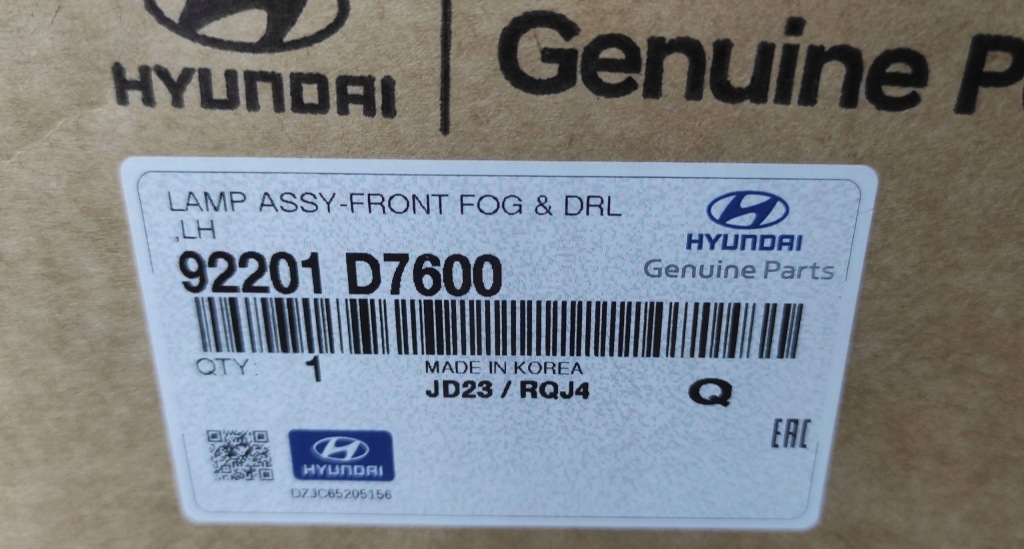 HYUNDAI
Genuine P
LAMP ASSY-FRONT FOG & DRL
,LH
HYUNDAI
Genuine Parts
92201 D7600
QTY: 1
MADE IN KOREA
JD23 / RQJ4
Q
EAC
HYUNDAI
DZJC65205156